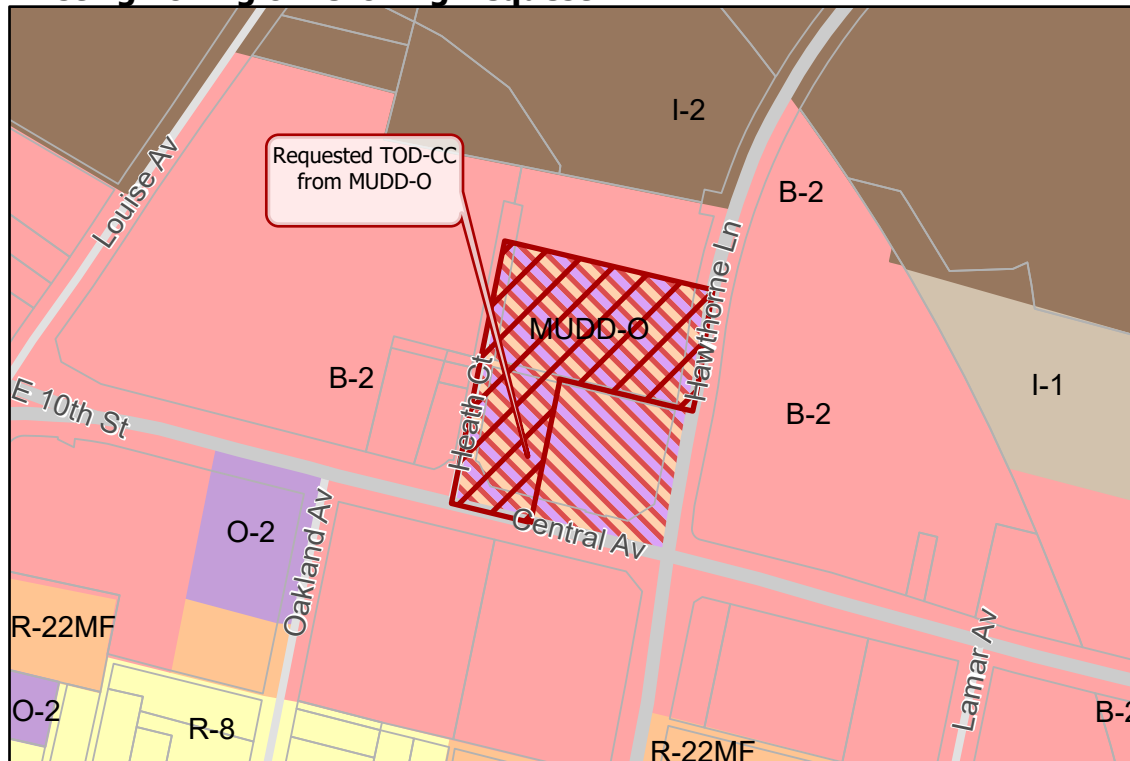 I-2
Requested TOD-CC
from MUDD-O
Louise Av
B-2
Hawthorne Ln
MUDD-O
B-2
Heath Ct
I-1
B-2
E 10th St
Central Av
O-2
Oakland Av
R-22MF
Lamar Av
O-2
R-8
B-2
R-22MF